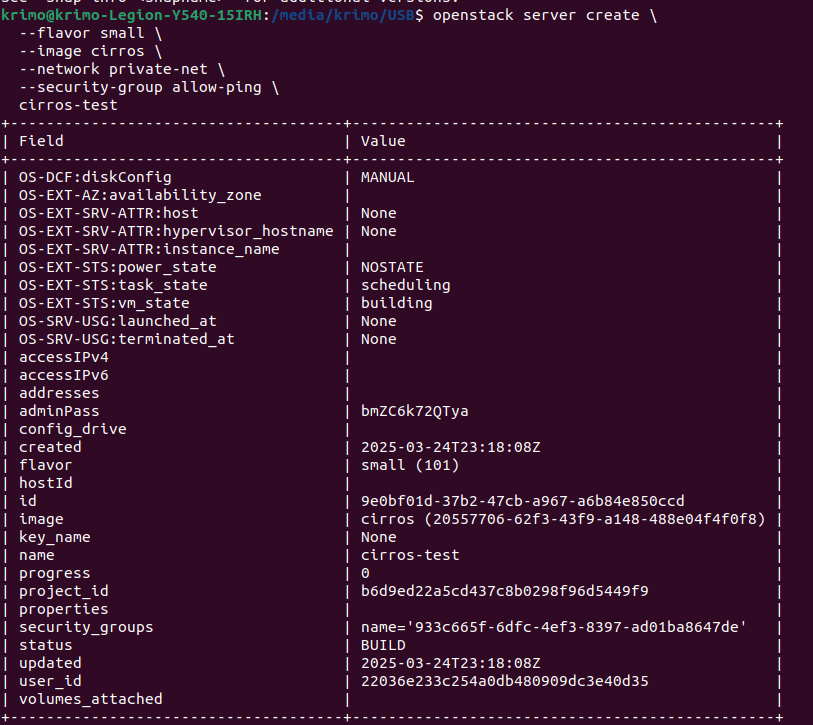 see 'snap info <snapname>' for additional versions.
krimo@krimo-Legion-Y540-15IRH:/media/krimo/USB$ openstack server create \
  --flavor small \
  --image cirros \
  --network private-net \
  --security-group allow-ping \
  cirros-test
+-------------------------------------+-----------------------------------------------+
| Field                               | Value                                         |
+-------------------------------------+-----------------------------------------------+
| OS-DCF:diskConfig                   | MANUAL                                        |
| OS-EXT-AZ:availability_zone         |                                               |
| OS-EXT-SRV-ATTR:host                | None                                          |
| OS-EXT-SRV-ATTR:hypervisor_hostname | None                                          |
| OS-EXT-SRV-ATTR:instance_name       |                                               |
| OS-EXT-STS:power_state              | NOSTATE                                       |
| OS-EXT-STS:task_state               | scheduling                                    |
| OS-EXT-STS:vm_state                 | building                                      |
| OS-SRV-USG:launched_at              | None                                          |
| OS-SRV-USG:terminated_at            | None                                          |
| accessIPv4                          |                                               |
| accessIPv6                          |                                               |
| addresses                           |                                               |
| adminPass                           | bmZC6k72QTya                                  |
| config_drive                        |                                               |
| created                             | 2025-03-24T23:18:08Z                          |
| flavor                              | small (101)                                   |
| hostId                              |                                               |
| id                                  | 9e0bf01d-37b2-47cb-a967-a6b84e850ccd          |
| image                               | cirros (20557706-62f3-43f9-a148-488e04f4f0f8) |
| key_name                            | None                                          |
| name                                | cirros-test                                   |
| progress                            | 0                                             |
| project_id                          | b6d9ed22a5cd437c8b0298f96d5449f9              |
| properties                          |                                               |
| security_groups                     | name='933c665f-6dfc-4ef3-8397-ad01ba8647de'   |
| status                              | BUILD                                         |
| updated                             | 2025-03-24T23:18:08Z                          |
| user_id                             | 22036e233c254a0db480909dc3e40d35              |
| volumes_attached                    |                                               |
+-------------------------------------+-----------------------------------------------+